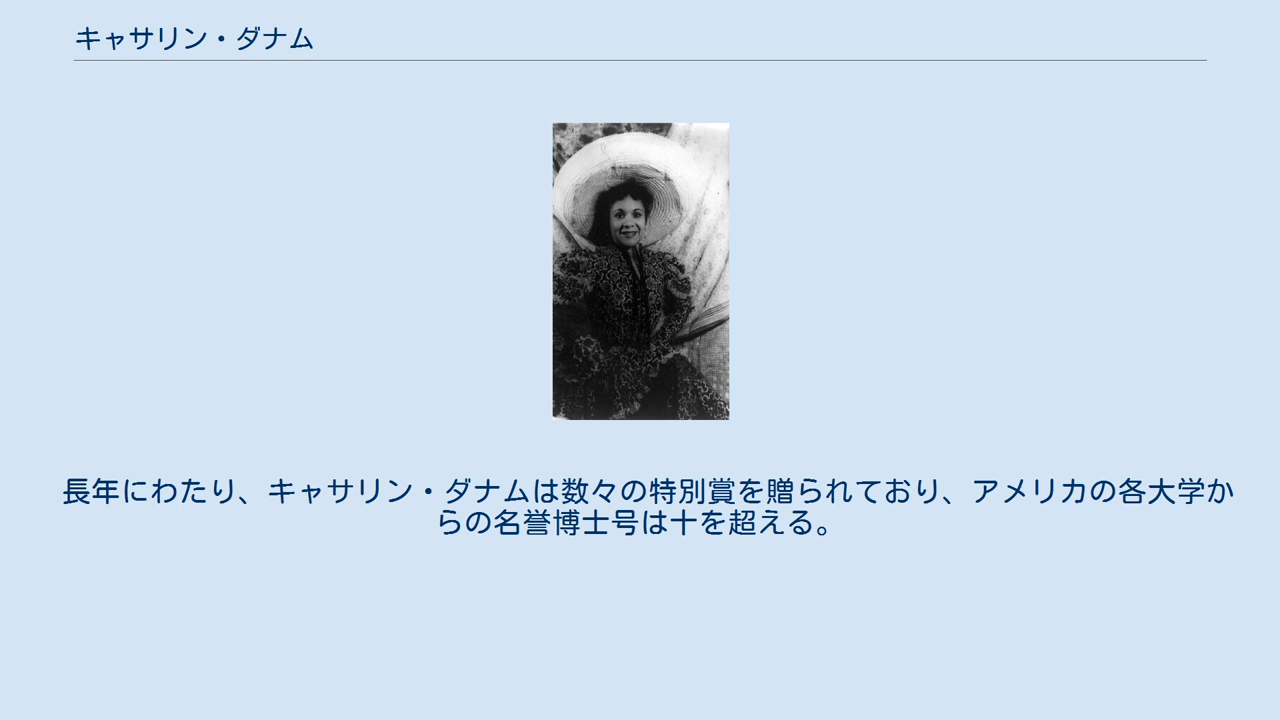 キャサリン・ダナム
長年にわたり、キャサリン・ダナムは数々の特別賞を贈られており、アメリカの各大学か
らの名誉博士号は十を超える。